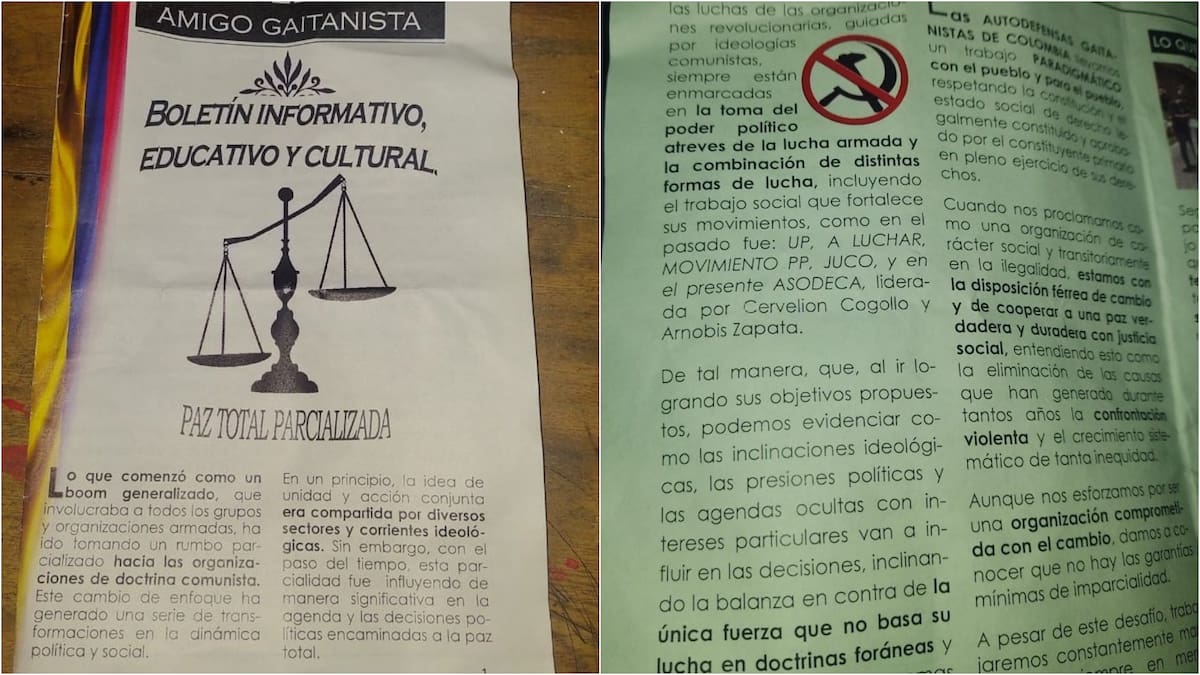 AMIGO GAITANISTA
BOLETÍN INFORMATIVO,
EDUCATIVO Y CULTURAL,
PAZ TOTAL PARCIALIZADA
Lo que comenzó como un
boom generalizado, que
involucraba a todos los grupos
y organizaciones armadas, ha
ido tomando un rumbo par-
cializado hacia las organiza-
ciones de doctrina comunista.
Este cambio de enfoque ha
generado una serie de trans-
formaciones en la dinámica
política y social.
En un principio, la idea de
unidad y acción conjunta
era compartida por diversos
sectores y corrientes ideoló-
gicas. Sin embargo, con el
paso del tiempo, esta par-
cialidad fue influyendo de
manera significativa en la
agenda y las decisiones po-
líticas encaminadas a la paz
total.
1
las luchas de las organizacio-
nes revolucionarias, guiadas
por ideologías
comunistas,
siempre están
enmarcadas
en la toma del
poder político
atreves de la lucha armada y
la combinación de distintas
formas de lucha, incluyendo
el trabajo social que fortalece
sus movimientos, como en el
pasado fue: UP, A LUCHAR,
MOVIMIENTO PP, JUCO, y en
el presente ASODECA, lidera-
da por Cervelion Cogollo y
Arnobis Zapata.
De tal manera, que, al ir lo-
grando sus objetivos propues-
tos, podemos evidenciar co-
mo las inclinaciones ideológi-
cas, las presiones políticas y
las agendas ocultas con in-
tereses particulares van a in-
fluir en las decisiones, inclinan-
do la balanza en contra de la
única fuerza que no basa su
lucha en doctrinas foráneas y
Las AUTODEFENSAS GAITA-
NISTAS DE COLOMBIA llevamos
un trabajo PARADIGMÁTICO
con el pueblo y para el pueblo,
respetando la constitución y el
estado social de derecho le-
galmente constituido y aproba-
do por el constituyente primario
en pleno ejercicio de sus dere-
chos.
Cuando nos proclamamos co-
mo una organización de ca-
rácter social y transitoriamente
en la ilegalidad, estamos con
la disposición férrea de cambio
y de cooperar a una paz ver-
dadera y duradera con justicia
social, entendiendo esto como
la eliminación de las causas
que han generado durante
tantos años la confrontación
violenta y el crecimiento siste-
mático de tanta inequidad.
Aunque nos esforzamos por ser
una organización comprometi-
da con el cambio, damos a co-
nocer que no hay las garantías
mínimas de imparcialidad.
A pesar de este desafío, traba-
jaremos constantemente
LO